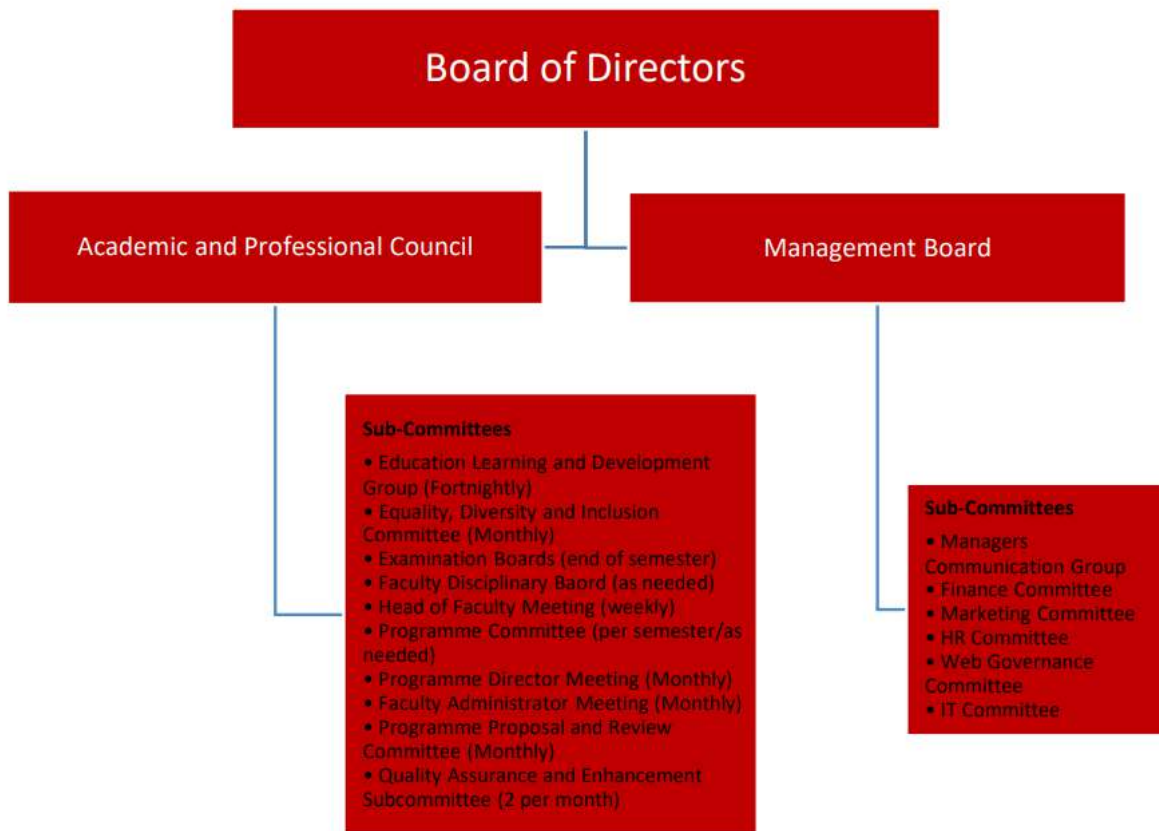 Board of Directors
Academic and Professional Council
Management Board
Sub-Committees
• Education Learning and Development
Group (Fortnightly)
• Equality, Diversity and Inclusion
Committee (Monthly)
• Examination Boards (end of semester)
• Faculty Disciplinary Baord (as needed)
• Head of Faculty Meeting (weekly)
• Programme Committee (per semester/as
needed)
• Programme Director Meeting (Monthly)
• Faculty Administrator Meeting (Monthly)
• Programme Proposal and Review
Committee (Monthly)
• Quality Assurance and Enhancement
Subcommittee (2 per month)
Sub-Committees
• Managers
Communication Group
• Finance Committee
• Marketing Committee
• HR Committee
• Web Governance
Committee
• IT Committee